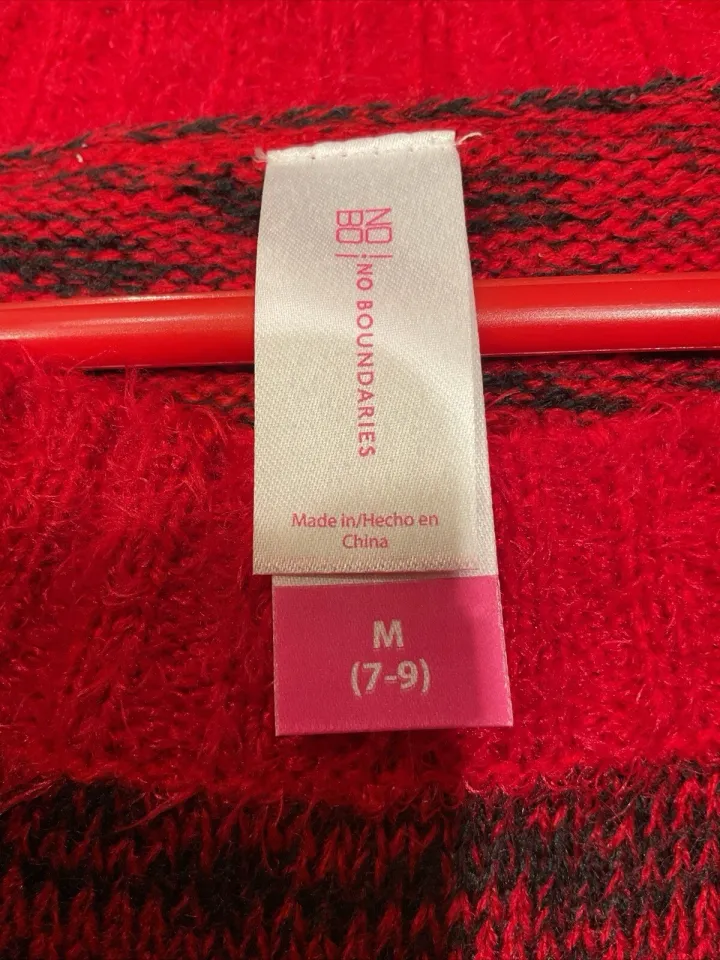 NO
BO
NO BOUNDARIES
Made in/Hecho en
China
M
(7-9)